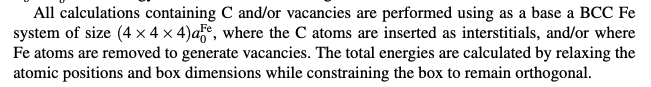 All calculations containing C and/or vacancies are performed using as a base a BCC Fe
system of size (4 × 4 × 4)a₀ᶠᵉ, where the C atoms are inserted as interstitials, and/or where
Fe atoms are removed to generate vacancies. The total energies are calculated by relaxing the
atomic positions and box dimensions while constraining the box to remain orthogonal.